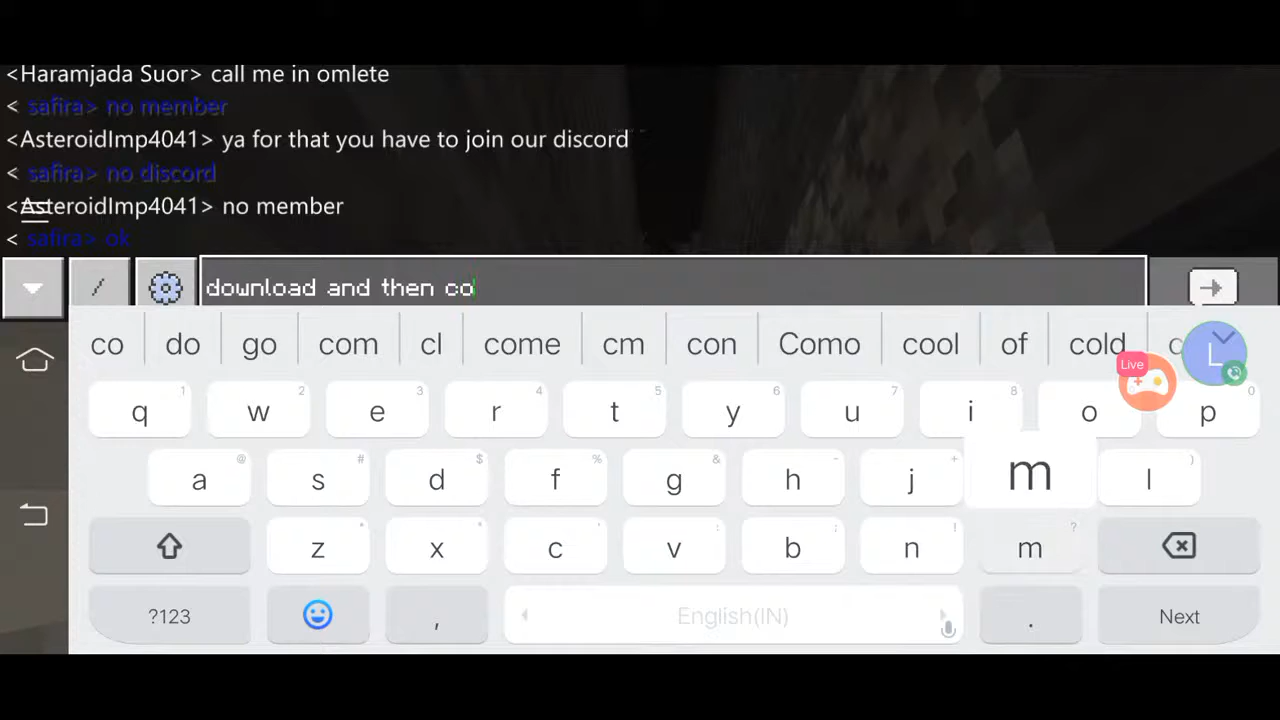 <Haramjada Suor> call me in omlete
< safira> no member
<AsteroidImp4041> ya for that you have to join our discord
< safira> no discord
<AsteroidImp4041> no member
< safira> ok
/ download and then co
co do go com cl come cm con Como cool of cold
Live
L
1 2 3 4 5 6 7 8 0
q w e r t y u i o p
@ # $ % & - + )
a s d f g h j m l
* " ' : ; ! ?
z x c v b n m
?123 , English(IN) . Next